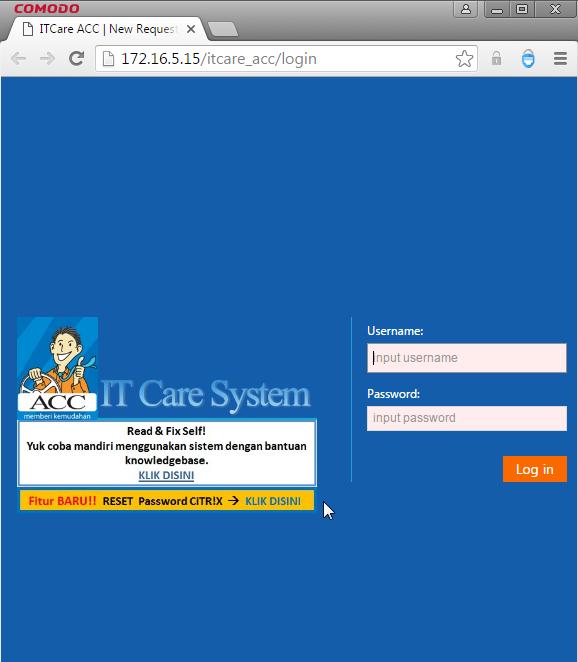 COMODO
ITCare ACC | New Request
172.16.5.15/itcare_acc/login
Username:
input username
ACC
IT Care System
memberi kemudahan
Password:
input password
Read & Fix Self!
Yuk coba mandiri menggunakan sistem dengan bantuan
knowledgebase.
KLIK DISINI
Log in
Fitur BARU!! RESET Password CITR!X → KLIK DISINI